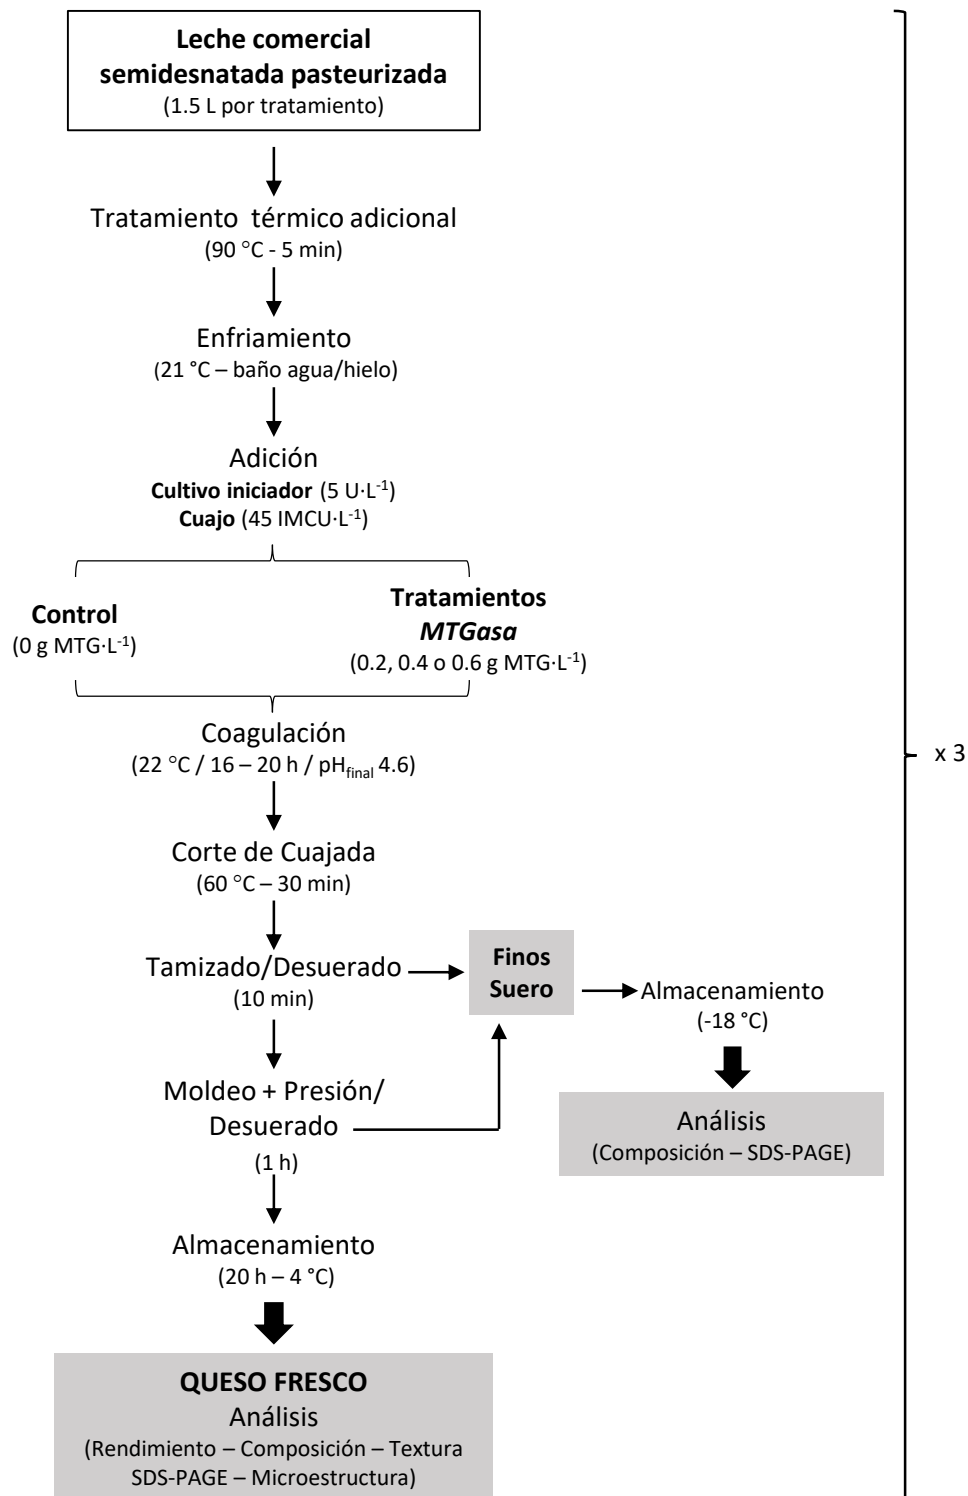 Leche comercial
semidesnatada pasteurizada
(1.5 L por tratamiento)
Tratamiento térmico adicional
(90 °C - 5 min)
Enfriamiento
(21 °C – baño agua/hielo)
Adición
Cultivo iniciador (5 U·L-1)
Cuajo (45 IMCU·L-1)
Control
(0 g MTG·L-1)
Tratamientos
MTGasa
(0.2, 0.4 o 0.6 g MTG·L-1)
Coagulación
(22 °C / 16 – 20 h / pHfinal 4.6)
x 3
Corte de Cuajada
(60 °C – 30 min)
Tamizado/Desuerado
(10 min)
Finos
Suero
Almacenamiento
(-18 °C)
Moldeo + Presión/
Desuerado
(1 h)
Análisis
(Composición – SDS-PAGE)
Almacenamiento
(20 h – 4 °C)
QUESO FRESCO
Análisis
(Rendimiento – Composición – Textura
SDS-PAGE – Microestructura)